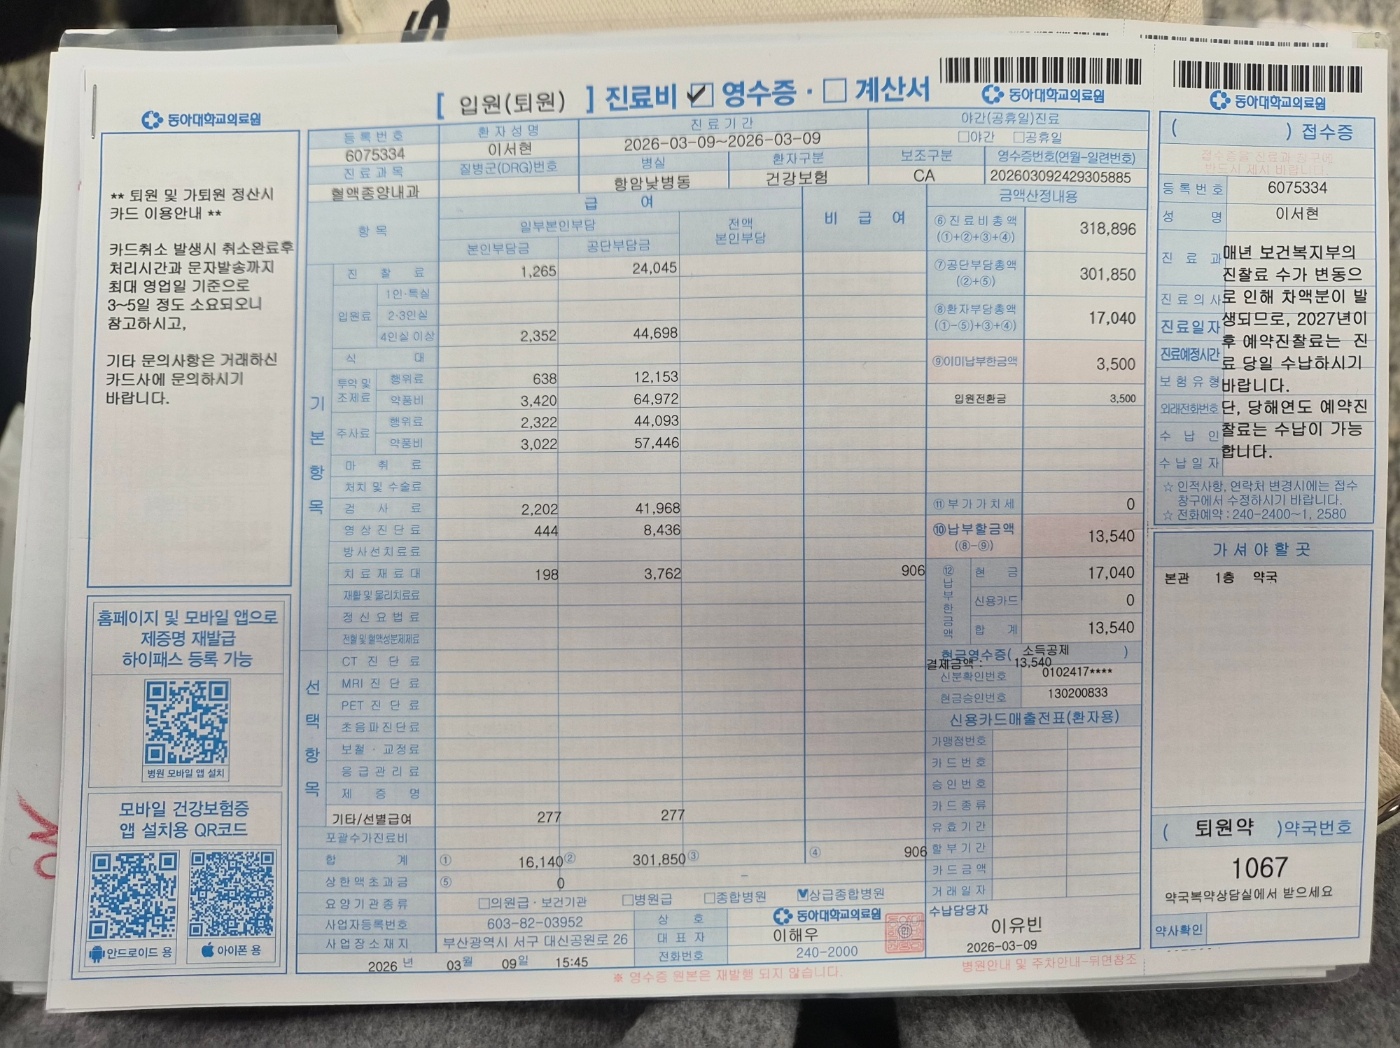 [ 입원(퇴원) ] 진료비 ☑ 영수증 · ☐ 계산서
동아대학교의료원
동아대학교의료원
동아대학교의료원
** 퇴원 및 가퇴원 정산시
카드 이용안내 **
카드취소 발생시 취소완료후
처리시간과 문자발송까지
최대 영업일 기준으로
3~5일 정도 소요되오니
참고하시고,
기타 문의사항은 거래하신
카드사에 문의하시기
바랍니다.
홈페이지 및 모바일 앱으로
제증명 재발급
하이패스 등록 가능
병원 모바일 앱 설치
모바일 건강보험증
앱 설치용 QR코드
안드로이드 용
아이폰 용
등록번호 환자성명 진료기간 야간(공휴일)진료
6075334 이서현 2026-03-09~2026-03-09 ☐야간 ☐공휴일
진료과목 질병군(DRG)번호 병실 환자구분 보조구분 영수증번호(연월-일련번호)
혈액종양내과 항암낮병동 건강보험 CA 202603092429305885
항목 급여 비급여 금액산정내용
일부본인부담 전액
본인부담
본인부담금 공단부담금
기본항목
진찰료 1,265 24,045
입원료 1인·특실
2-3인실
4인실 이상 2,352 44,698
식대
투약 및
조제료 행위료 638 12,153
약품비 3,420 64,972
주사료 행위료 2,322 44,093
약품비 3,022 57,446
마취료
처치 및 수술료
검사료 2,202 41,968
영상진단료 444 8,436
방사선치료료
치료재료대 198 3,762 906
재활 및 물리치료료
정신요법료
전혈 및 혈액성분제제료
선택항목
CT 진단료
MRI 진단료
PET 진단료
초음파진단료
보철·교정료
응급관리료
제증명
기타/선별급여 277 277
포괄수가진료비
합계 ① 16,140 ② 301,850 ③ ④ 906
상한액초과금 ⑤ 0 –
요양기관종류 ☐의원급·보건기관 ☐병원급 ☐종합병원 ☑상급종합병원
사업자등록번호 603-82-03952 상호 동아대학교의료원
사업장소재지 부산광역시 서구 대신공원로 26 대표자 이해우
전화번호 240-2000
2026 년 03월 09일 15:45
※ 영수증 원본은 재발행 되지 않습니다.
⑥진료비총액
(①+②+③+④) 318,896
⑦공단부담총액
(②+⑤) 301,850
⑧환자부담총액
(①-⑤)+③+④ 17,040
⑨이미납부한금액 3,500
입원전환금 3,500
⑪부가가치세 0
⑩납부할금액
(⑧-⑨) 13,540
⑫납부한금액 현금 17,040
신용카드 0
합계 13,540
현금영수증( 소득공제 )
결제금액 : 13,540
신분확인번호 0102417****
현금승인번호 130200833
신용카드매출전표(환자용)
가맹점번호
카드번호
승인번호
카드종류
유효기간
할부기간
카드금액
거래일자
수납담당자
이유빈
2026-03-09
병원안내 및 주차안내-뒤면참조
( ) 접수증
등록번호 6075334
성명 이서현
진료과
진료의사
진료일자
진료예정시간
보험유형
외래전화번호
수납인
수납일자
매년 보건복지부의
진찰료 수가 변동으
로 인해 차액분이 발
생되므로, 2027년이
후 예약진찰료는 진
료 당일 수납하시기
바랍니다.
단, 당해연도 예약진
찰료는 수납이 가능
합니다.
☆ 인적사항, 연락처 변경시에는 접수
창구에서 수정하시기 바랍니다.
☆ 전화예약 : 240-2400~1, 2580
가셔야할곳
본관 1층 약국
( 퇴원약 )약국번호
1067
약국복약상담실에서 받으세요
약사확인